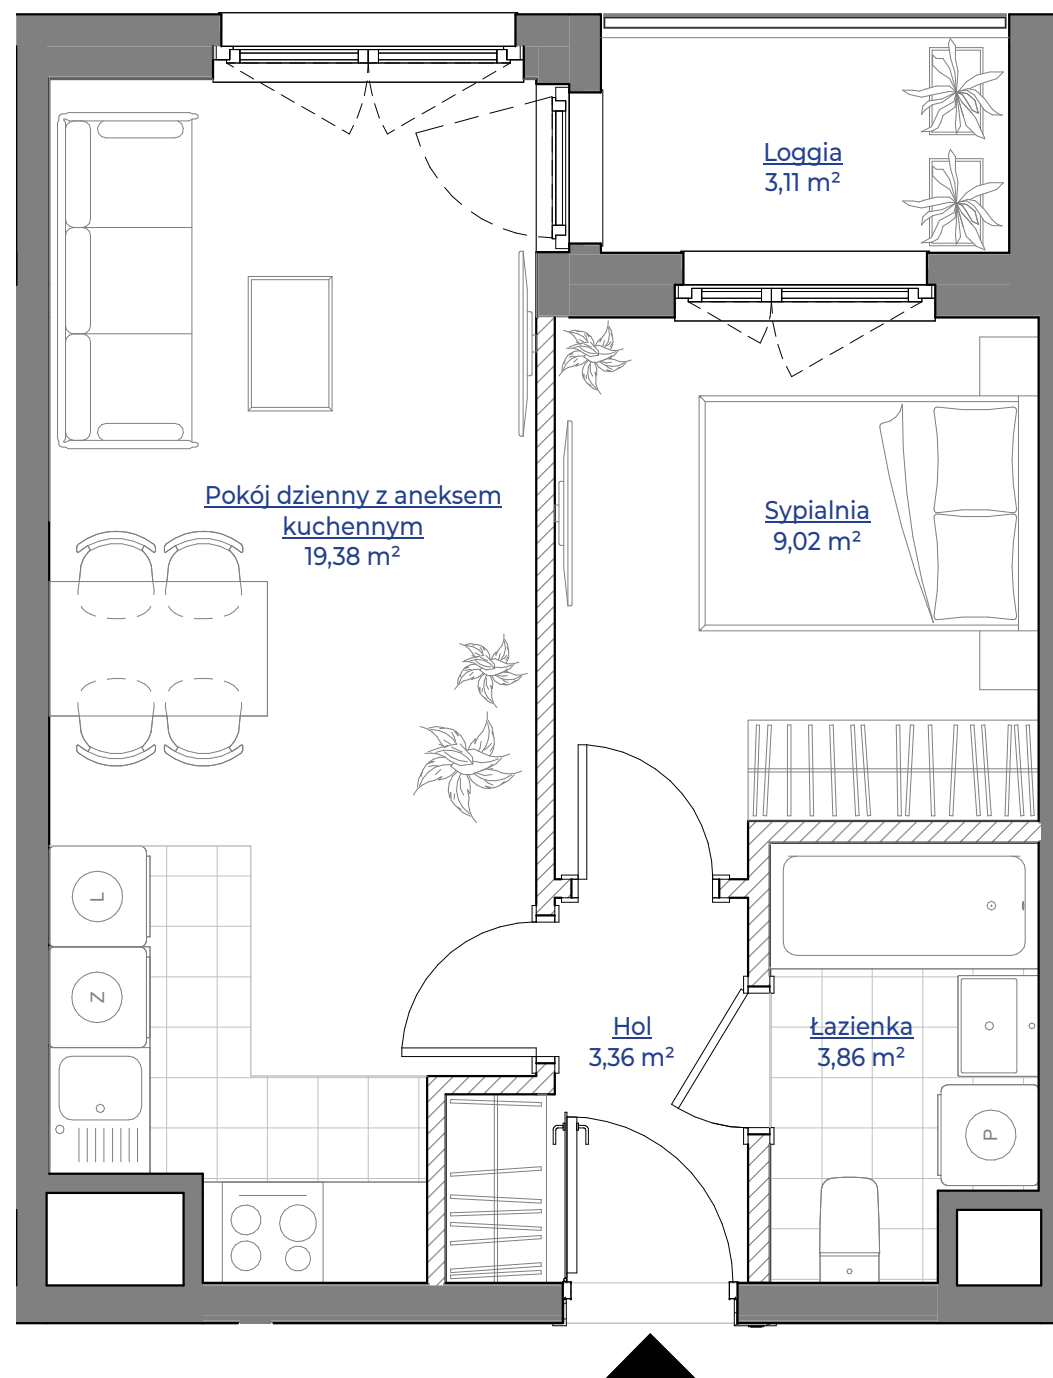 Loggia
3,11 m²
Pokój dzienny z aneksem
kuchennym
19,38 m²
Sypialnia
9,02 m²
L
Z
Hol
3,36 m²
Łazienka
3,86 m²
P